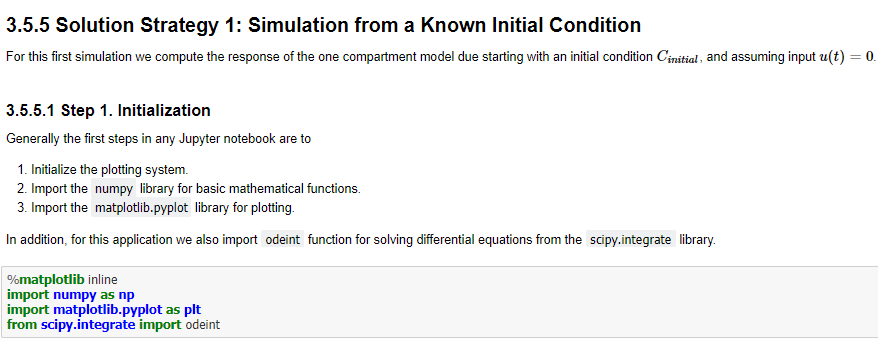 3.5.5 Solution Strategy 1: Simulation from a Known Initial Condition
For this first simulation we compute the response of the one compartment model due starting with an initial condition C_initial, and assuming input u(t) = 0.
3.5.5.1 Step 1. Initialization
Generally the first steps in any Jupyter notebook are to
1. Initialize the plotting system.
2. Import the numpy library for basic mathematical functions.
3. Import the matplotlib.pyplot library for plotting.
In addition, for this application we also import odeint function for solving differential equations from the scipy.integrate library.
%matplotlib inline
import numpy as np
import matplotlib.pyplot as plt
from scipy.integrate import odeint